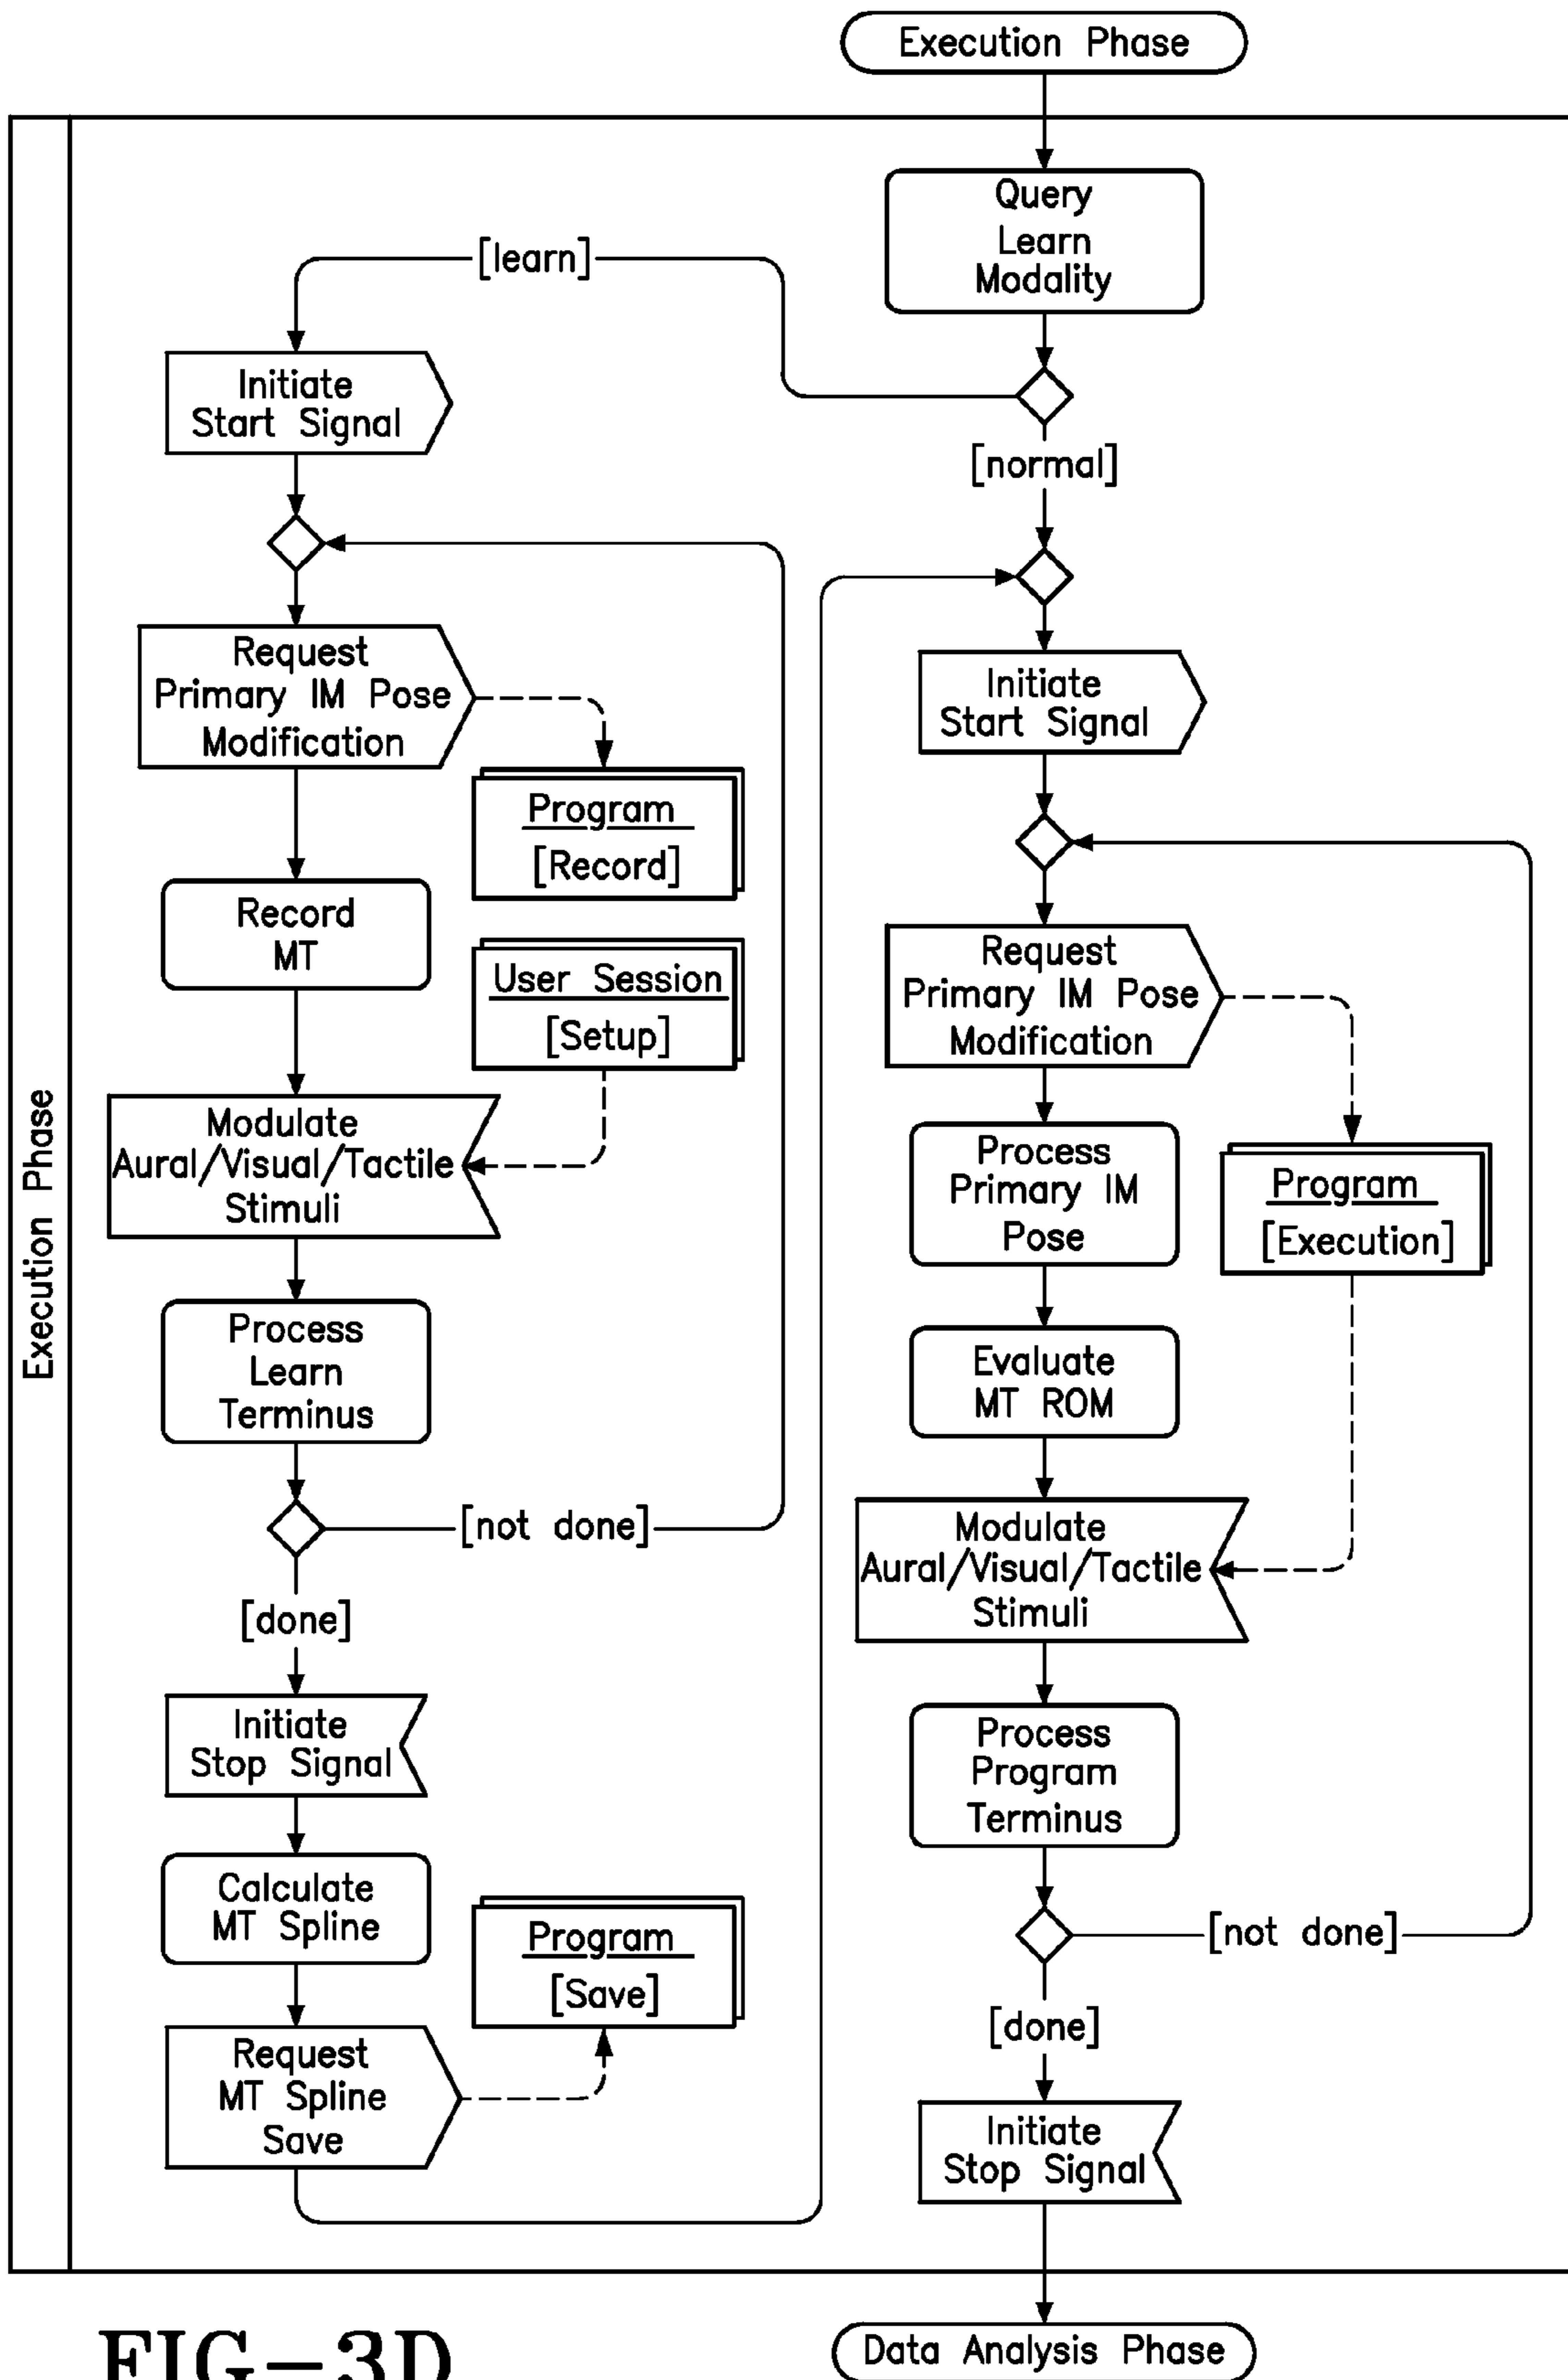 Execution Phase
Execution Phase
Query
Learn
Modality
[learn]
[normal]
Initiate
Start Signal
Request
Primary IM Pose
Modification
Program
[Record]
Record
MT
User Session
[Setup]
Modulate
Aural/Visual/Tactile
Stimuli
Process
Learn
Terminus
[not done]
[done]
Initiate
Stop Signal
Calculate
MT Spline
Program
[Save]
Request
MT Spline
Save
Initiate
Start Signal
Request
Primary IM Pose
Modification
Process
Primary IM
Pose
Program
[Execution]
Evaluate
MT ROM
Modulate
Aural/Visual/Tactile
Stimuli
Process
Program
Terminus
[not done]
[done]
Initiate
Stop Signal
Data Analysis Phase
FIG-3D